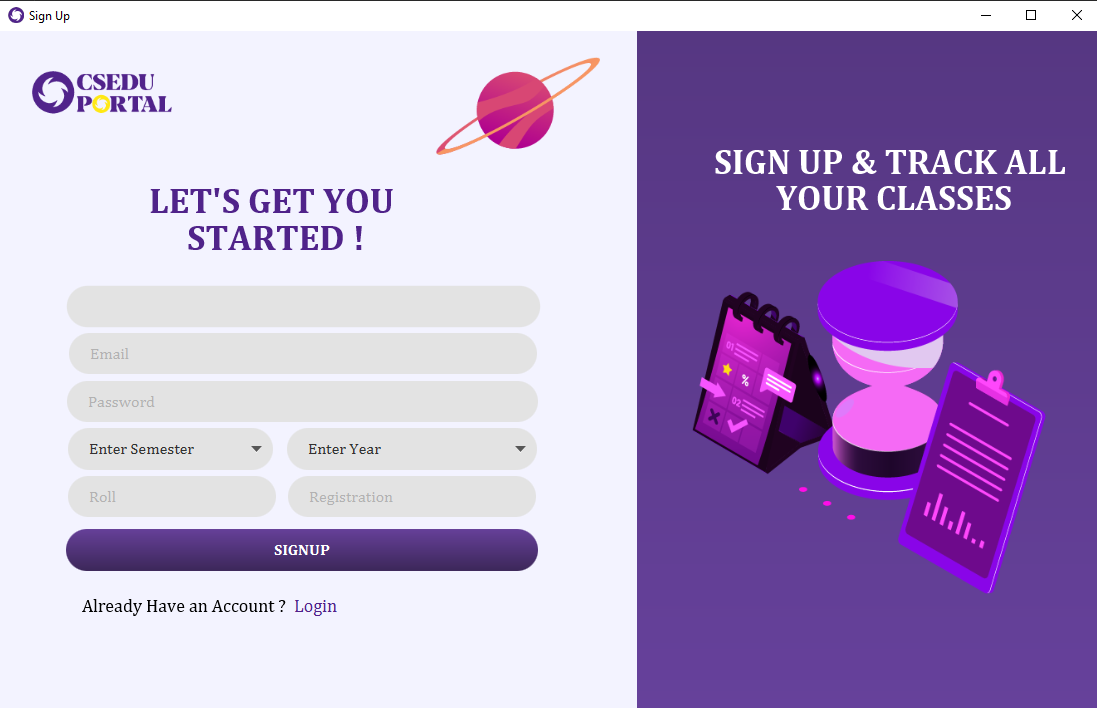 Sign Up
CSEDU
PORTAL
LET'S GET YOU
STARTED !
Email
Password
Enter Semester
Enter Year
Roll
Registration
SIGNUP
Already Have an Account ? Login
SIGN UP & TRACK ALL
YOUR CLASSES
01
%
02